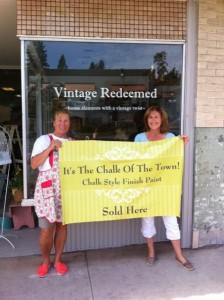 Vintage Redeemed
home elements with a vintage twist
It's The Chalk Of The Town!
Chalk Style Finish Paint
Sold Here